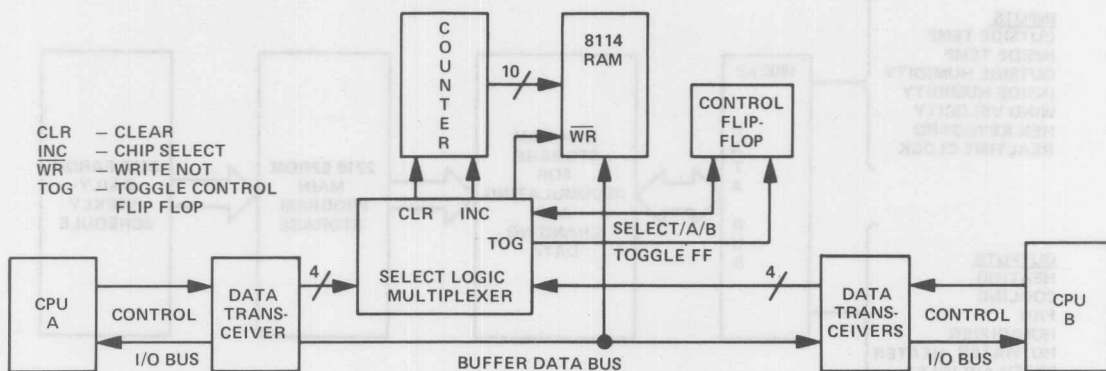 COUNTER
8114
RAM
10
WR
CONTROL
FLIP-
FLOP
CLR – CLEAR
INC – CHIP SELECT
WR – WRITE NOT
TOG – TOGGLE CONTROL
FLIP FLOP
CLR INC
TOG
SELECT/A/B
TOGGLE FF
SELECT LOGIC
MULTIPLEXER
CPU
A
CONTROL
I/O BUS
DATA
TRANS-
CEIVER
4
BUFFER DATA BUS
4
DATA
TRANS-
CEIVERS
CONTROL
I/O BUS
CPU
B